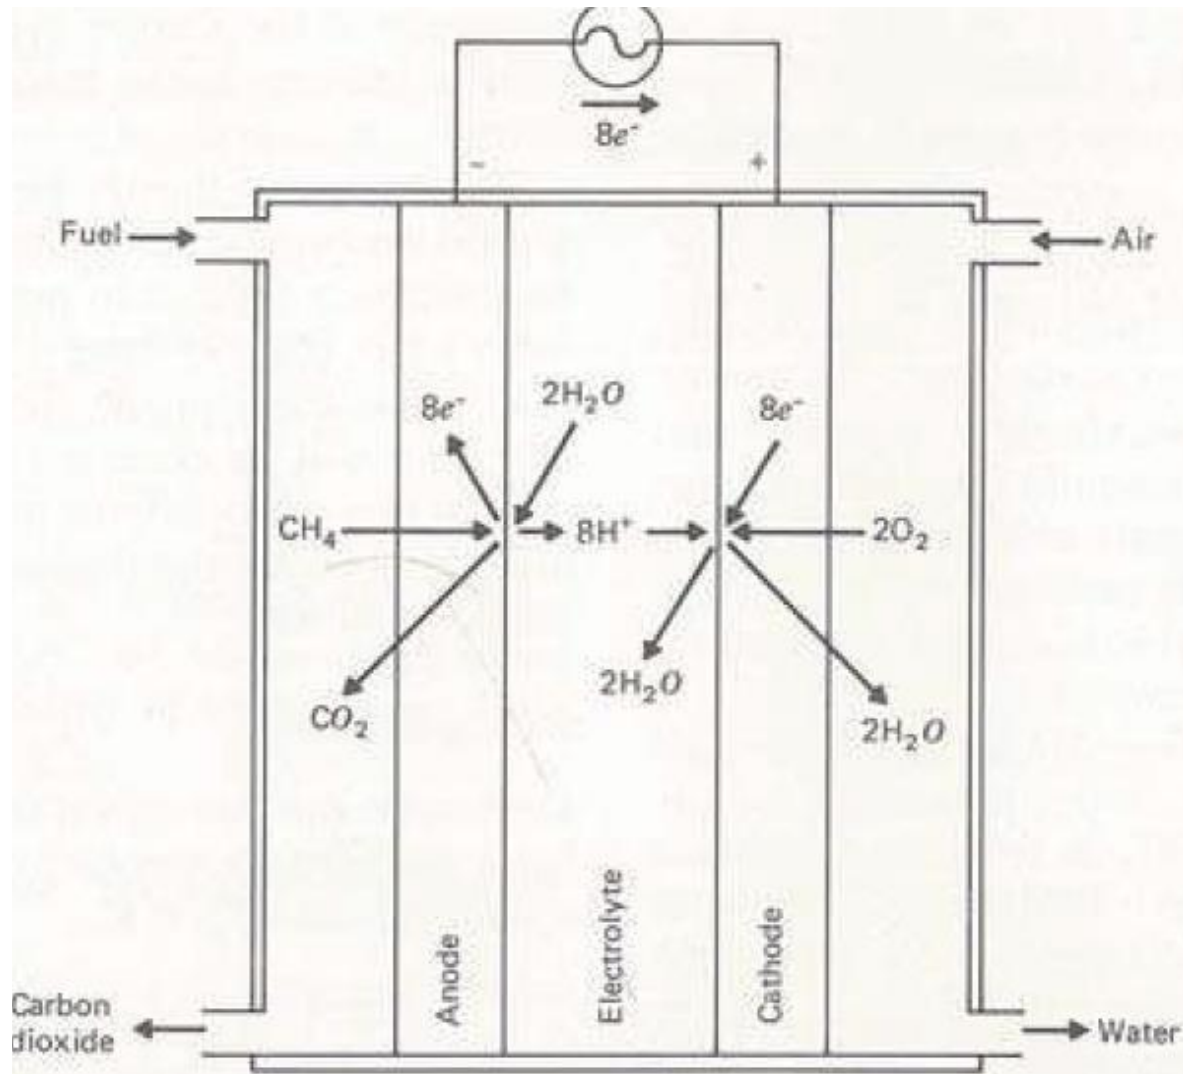 8e⁻
− +
Fuel
Air
8e⁻
2H₂O
8e⁻
CH₄
8H⁺
2O₂
2H₂O
CO₂
2H₂O
Anode
Electrolyte
Cathode
Carbon
dioxide
Water